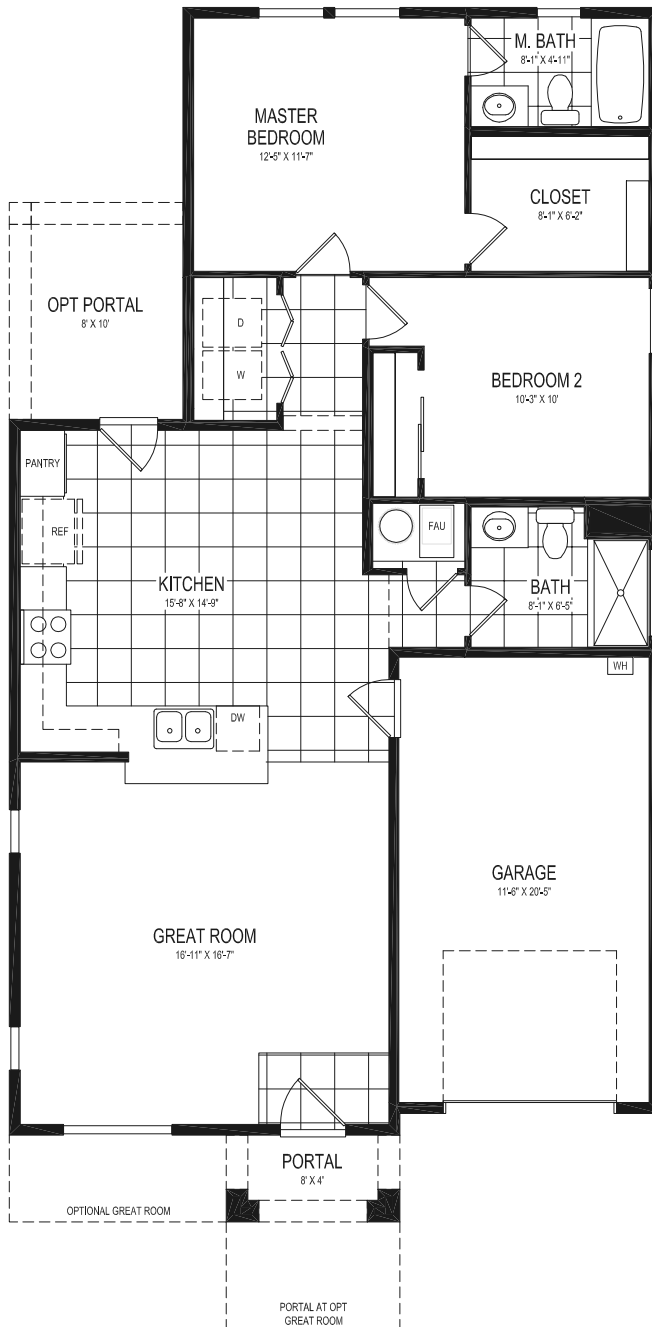 M. BATH
8'-1" X 4'-11"
MASTER
BEDROOM
12'-5" X 11'-7"
CLOSET
8'-1" X 6'-2"
OPT PORTAL
8' X 10'
D
W
BEDROOM 2
10'-3" X 10'
PANTRY
REF
FAU
KITCHEN
15'-8" X 14'-9"
BATH
8'-1" X 6'-5"
WH
DW
GARAGE
11'-6" X 20'-5"
GREAT ROOM
16'-11" X 16'-7"
PORTAL
8' X 4'
OPTIONAL GREAT ROOM
PORTAL AT OPT
GREAT ROOM